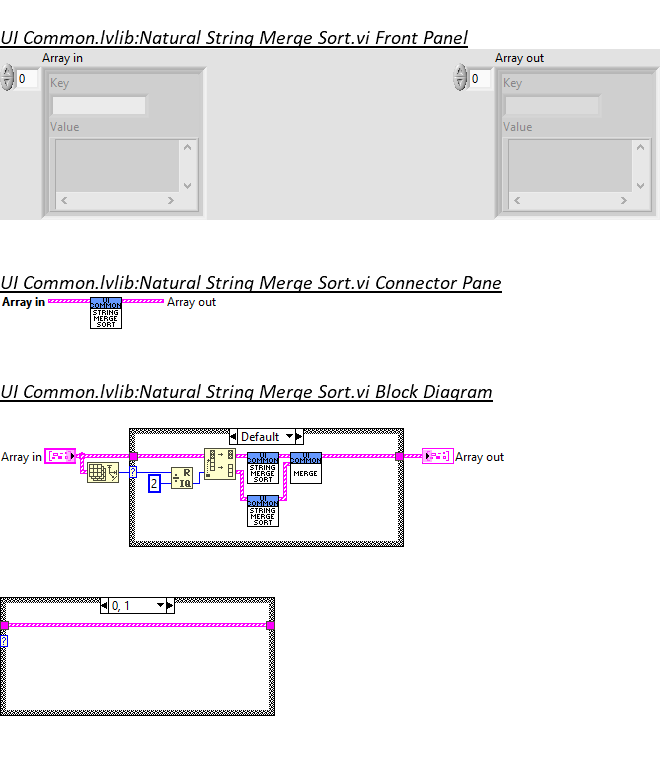 UI Common.lvlib:Natural String Merge Sort.vi Front Panel
Array in
Array out
0
Key
Value
0
Key
Value
UI Common.lvlib:Natural String Merge Sort.vi Connector Pane
Array in
UI COMMON
STRING
MERGE
SORT
Array out
UI Common.lvlib:Natural String Merge Sort.vi Block Diagram
Default
Array in
?
2
R
IQ
UI COMMON
STRING
MERGE
SORT
UI COMMON
MERGE
UI COMMON
STRING
MERGE
SORT
Array out
0, 1
?